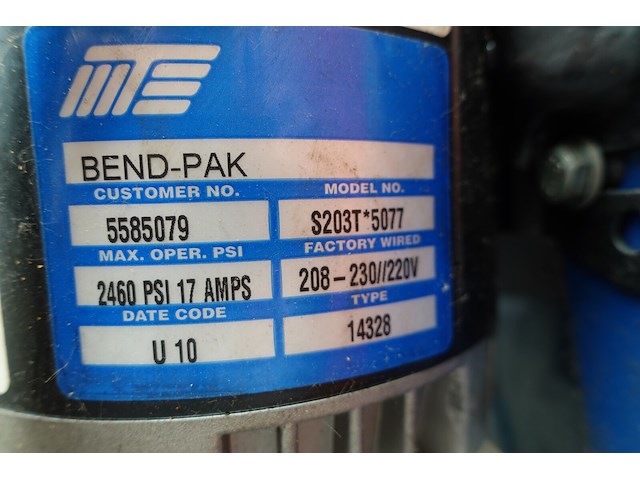 MTE
BEND-PAK
CUSTOMER NO. MODEL NO.
5585079 S203T*5077
MAX. OPER. PSI FACTORY WIRED
2460 PSI 17 AMPS 208-230//220V
DATE CODE TYPE
U 10 14328